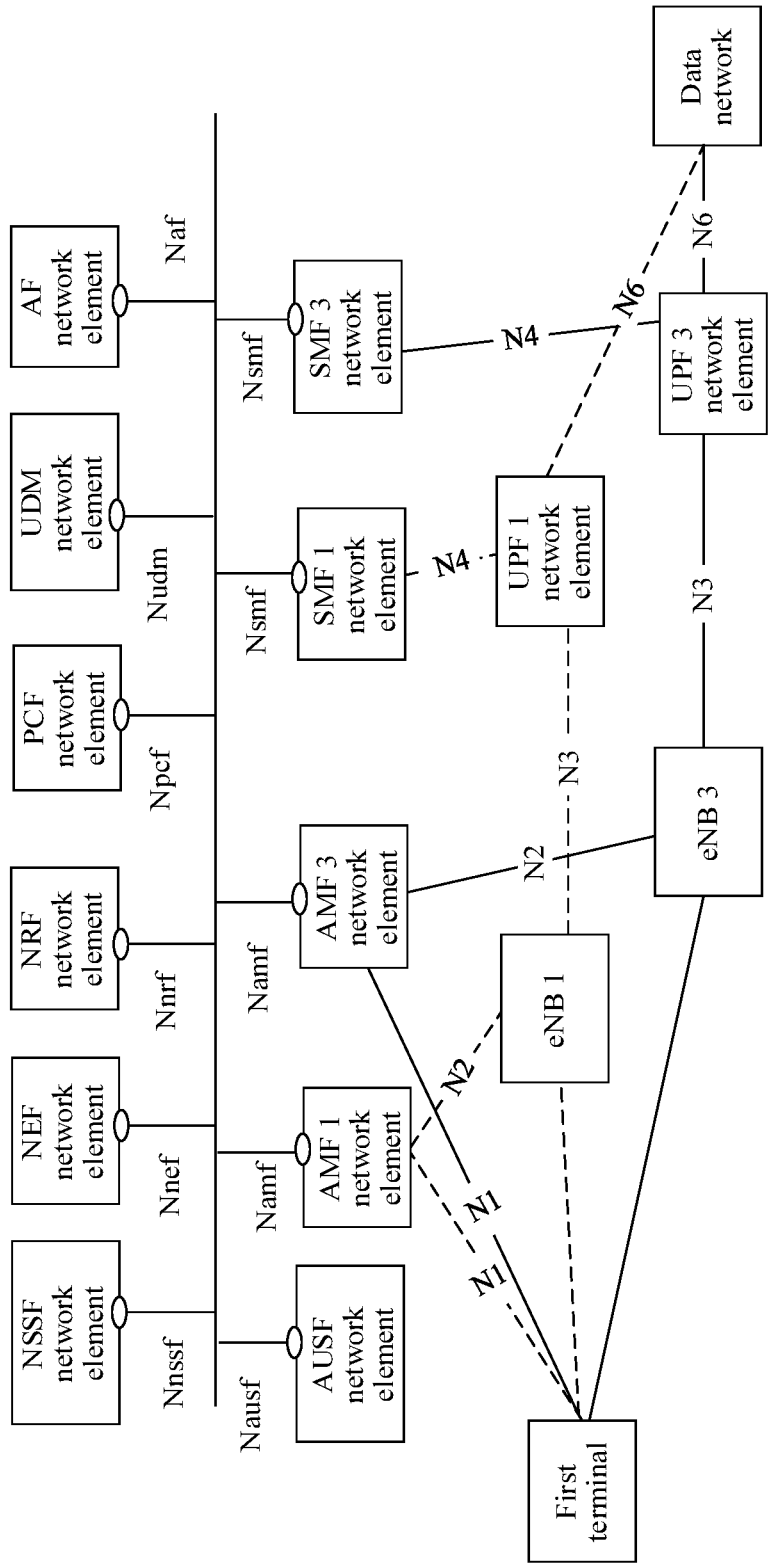 NSSF
network
element
NEF
network
element
NRF
network
element
PCF
network
element
UDM
network
element
AF
network
element
Nnssf
Nnef
Nnrf
Npcf
Nudm
Naf
Nausf
Namf
Namf
Nsmf
Nsmf
AUSF
network
element
AMF 1
network
element
AMF 3
network
element
SMF 1
network
element
SMF 3
network
element
N1
N1
N2
N2
N4
N4
First
terminal
eNB 1
N3
UPF 1
network
element
N6
eNB 3
N3
UPF 3
network
element
N6
Data
network